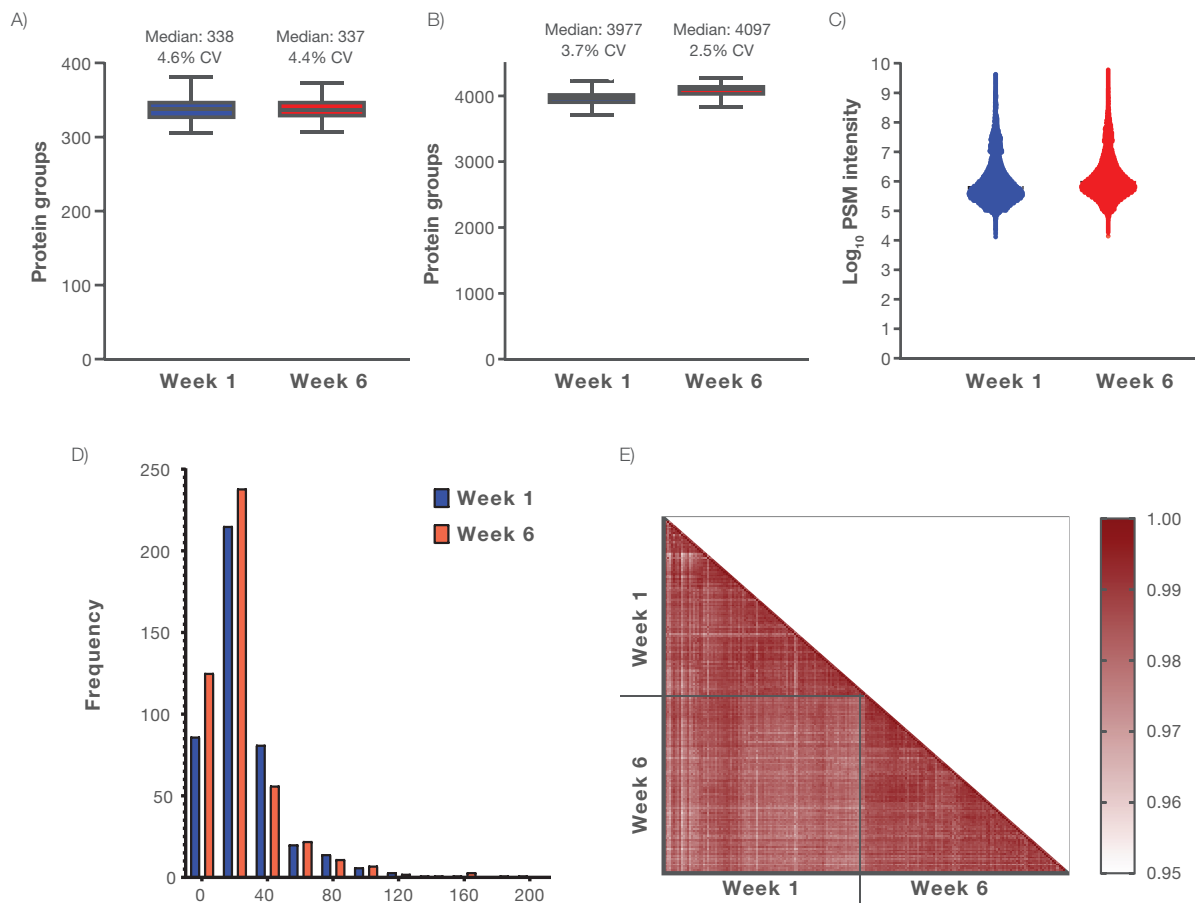 A)
Median: 338
4.6% CV
Median: 337
4.4% CV
400
300
200
100
0
Protein groups
Week 1
Week 6
B)
Median: 3977
3.7% CV
Median: 4097
2.5% CV
4000
3000
2000
1000
0
Protein groups
Week 1
Week 6
C)
10
9
8
7
6
5
4
3
2
1
0
Log10 PSM intensity
Week 1
Week 6
D)
250
200
150
100
50
0
Frequency
Week 1
Week 6
0
40
80
120
160
200
E)
Week 1
Week 6
Week 1
Week 6
1.00
0.99
0.98
0.97
0.96
0.95